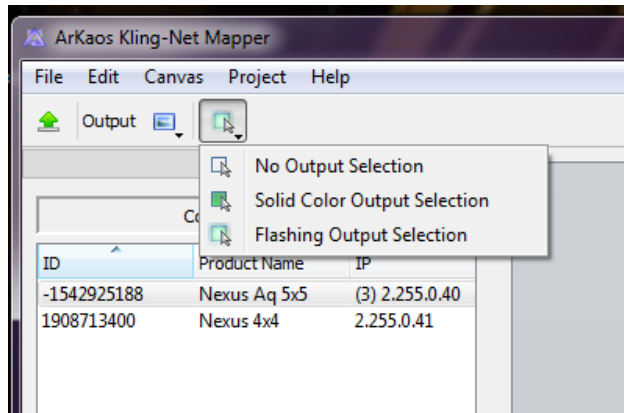 ArKaos Kling-Net Mapper
File Edit Canvas Project Help
Output
No Output Selection
Solid Color Output Selection
Flashing Output Selection
Co
ID Product Name IP
-1542925188 Nexus Aq 5x5 (3) 2.255.0.40
1908713400 Nexus 4x4 2.255.0.41